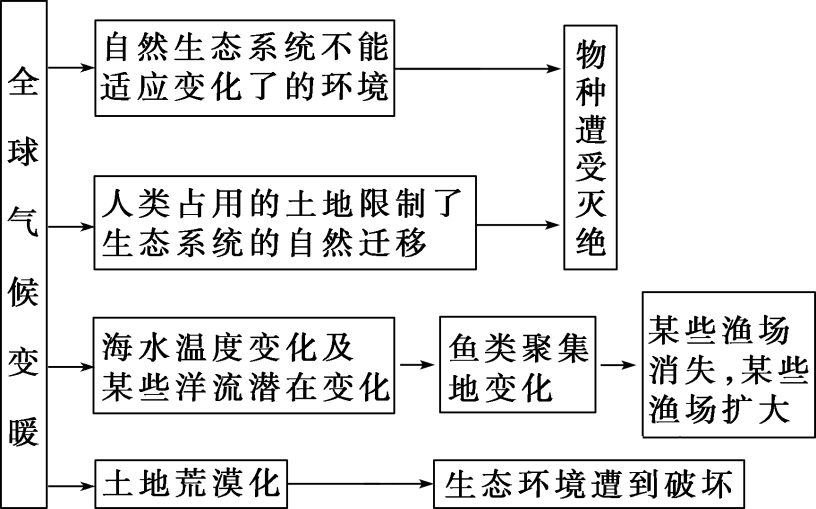 全球气候变暖
自然生态系统不能
适应变化了的环境
物种遭受灭绝
人类占用的土地限制了
生态系统的自然迁移
海水温度变化及
某些洋流潜在变化
鱼类聚集
地变化
某些渔场
消失,某些
渔场扩大
土地荒漠化
生态环境遭到破坏